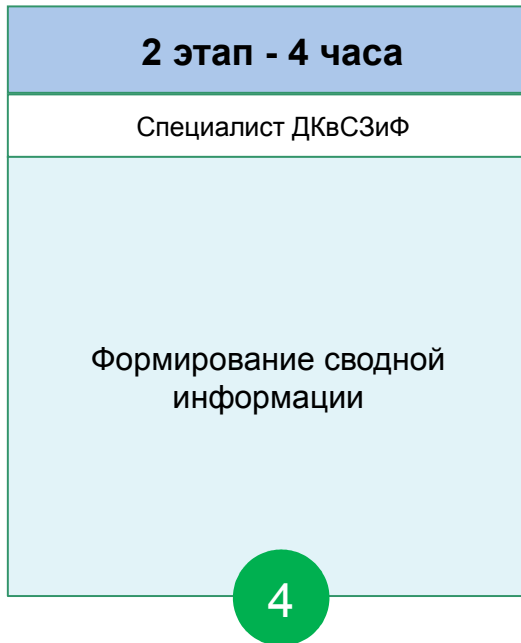 2 этап - 4 часа
Специалист ДКвСЗиФ
Формирование сводной
информации
4